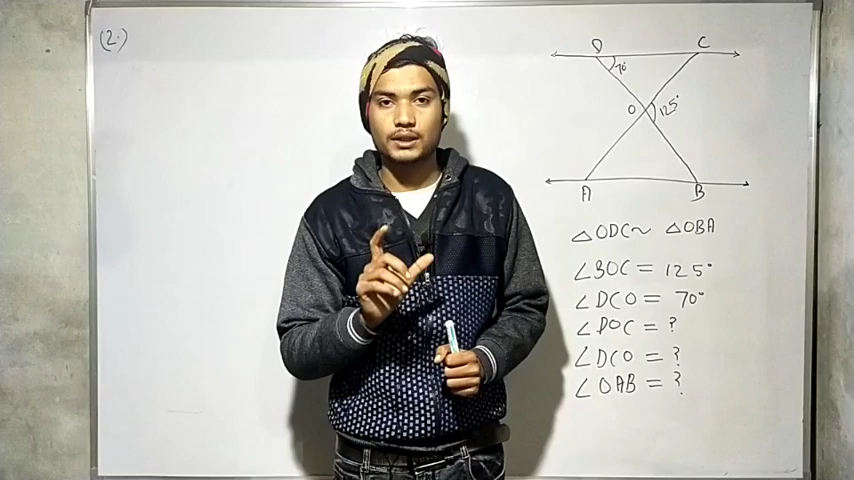 (2.)
D C
70°
O 125°
A B
△ODC ~ △OBA
∠BOC = 125°
∠DCO = 70°
∠DOC = ?
∠DCO = ?
∠OAB = ?